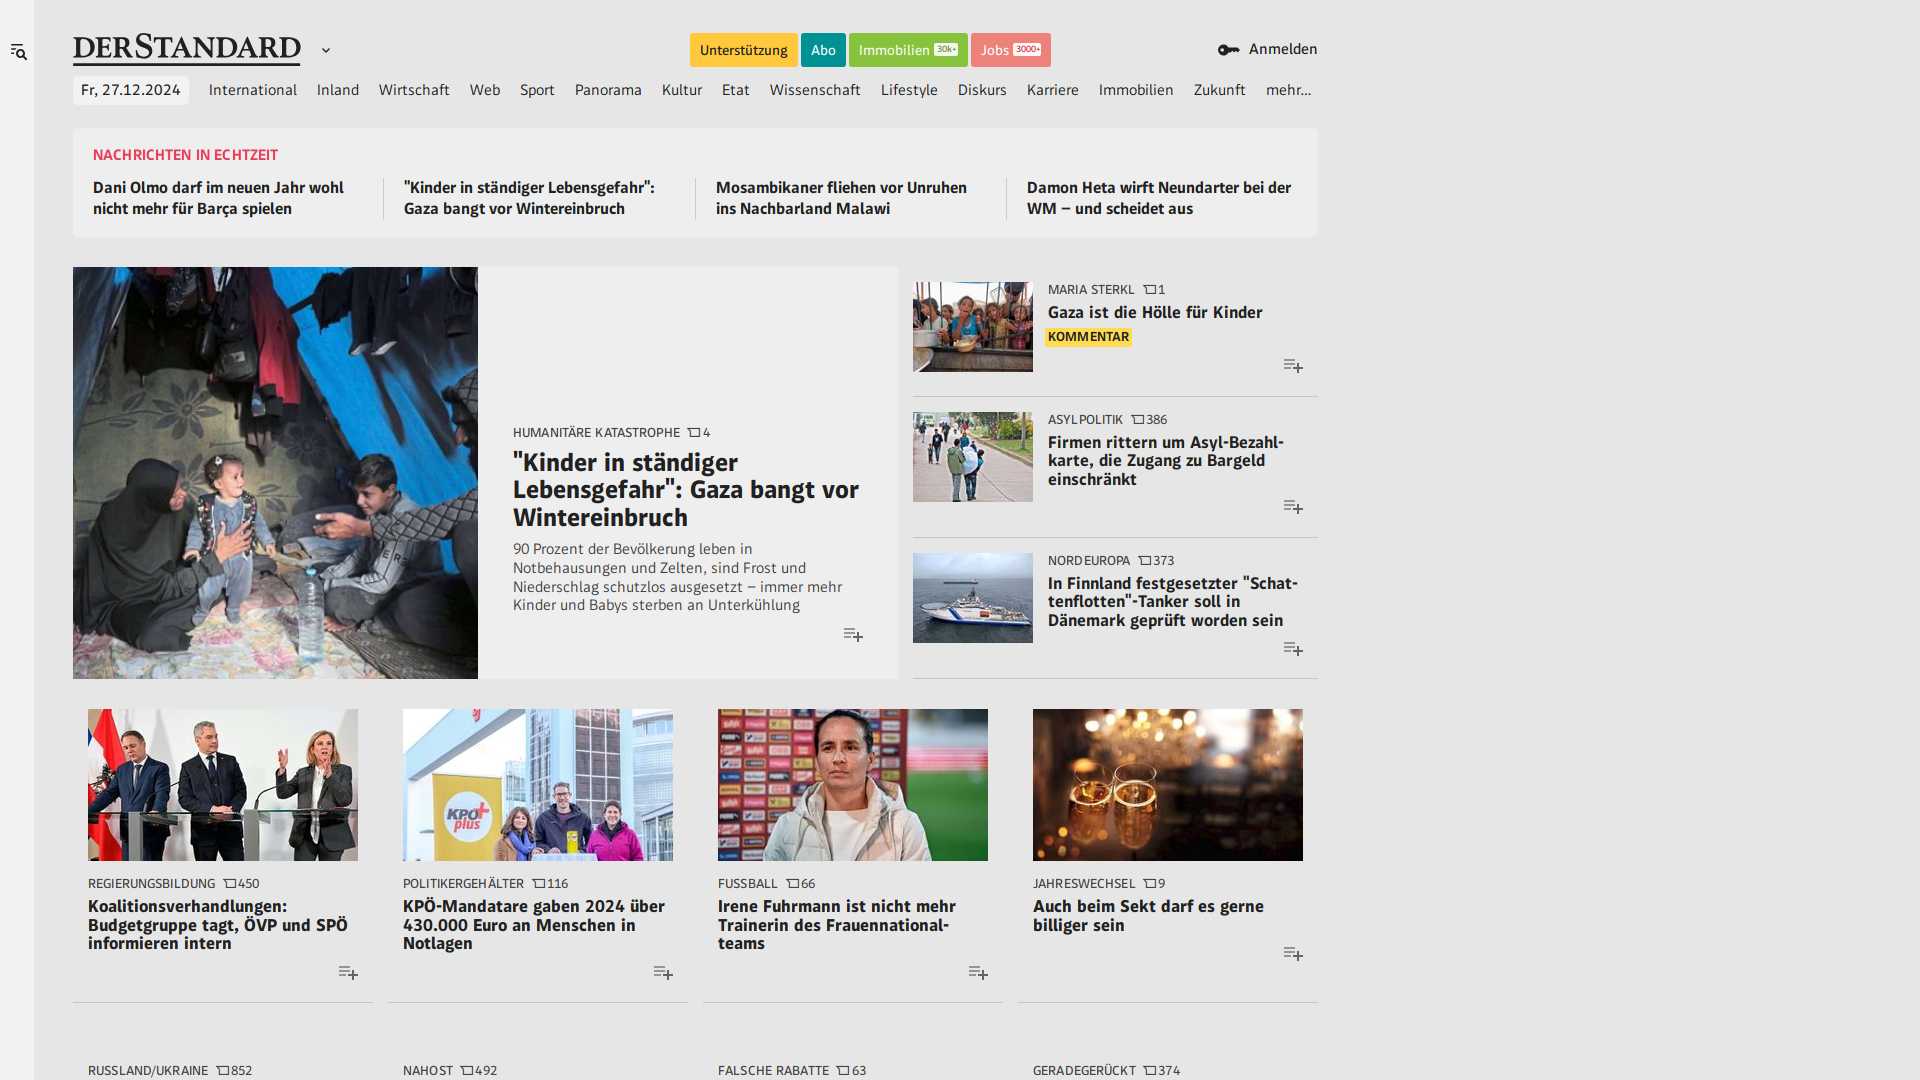 DERSTANDARD
Unterstützung
Abo
Immobilien 30k+
Jobs 3000+
Anmelden
Fr, 27.12.2024
International
Inland
Wirtschaft
Web
Sport
Panorama
Kultur
Etat
Wissenschaft
Lifestyle
Diskurs
Karriere
Immobilien
Zukunft
mehr...
NACHRICHTEN IN ECHTZEIT
Dani Olmo darf im neuen Jahr wohl
nicht mehr für Barça spielen
"Kinder in ständiger Lebensgefahr":
Gaza bangt vor Wintereinbruch
Mosambikaner fliehen vor Unruhen
ins Nachbarland Malawi
Damon Heta wirft Neundarter bei der
WM – und scheidet aus
HUMANITÄRE KATASTROPHE 4
"Kinder in ständiger
Lebensgefahr": Gaza bangt vor
Wintereinbruch
90 Prozent der Bevölkerung leben in
Notbehausungen und Zelten, sind Frost und
Niederschlag schutzlos ausgesetzt – immer mehr
Kinder und Babys sterben an Unterkühlung
MARIA STERKL 1
Gaza ist die Hölle für Kinder
KOMMENTAR
ASYLPOLITIK 386
Firmen rittern um Asyl-Bezahl-
karte, die Zugang zu Bargeld
einschränkt
NORDEUROPA 373
In Finnland festgesetzter "Schat-
tenflotten"-Tanker soll in
Dänemark geprüft worden sein
REGIERUNGSBILDUNG 450
Koalitionsverhandlungen:
Budgetgruppe tagt, ÖVP und SPÖ
informieren intern
KPÖ
plus
POLITIKERGEHÄLTER 116
KPÖ-Mandatare gaben 2024 über
430.000 Euro an Menschen in
Notlagen
FUSSBALL 66
Irene Fuhrmann ist nicht mehr
Trainerin des Frauennational-
teams
JAHRESWECHSEL 9
Auch beim Sekt darf es gerne
billiger sein
RUSSLAND/UKRAINE 852
NAHOST 492
FALSCHE RABATTE 63
GERADEGERÜCKT 374